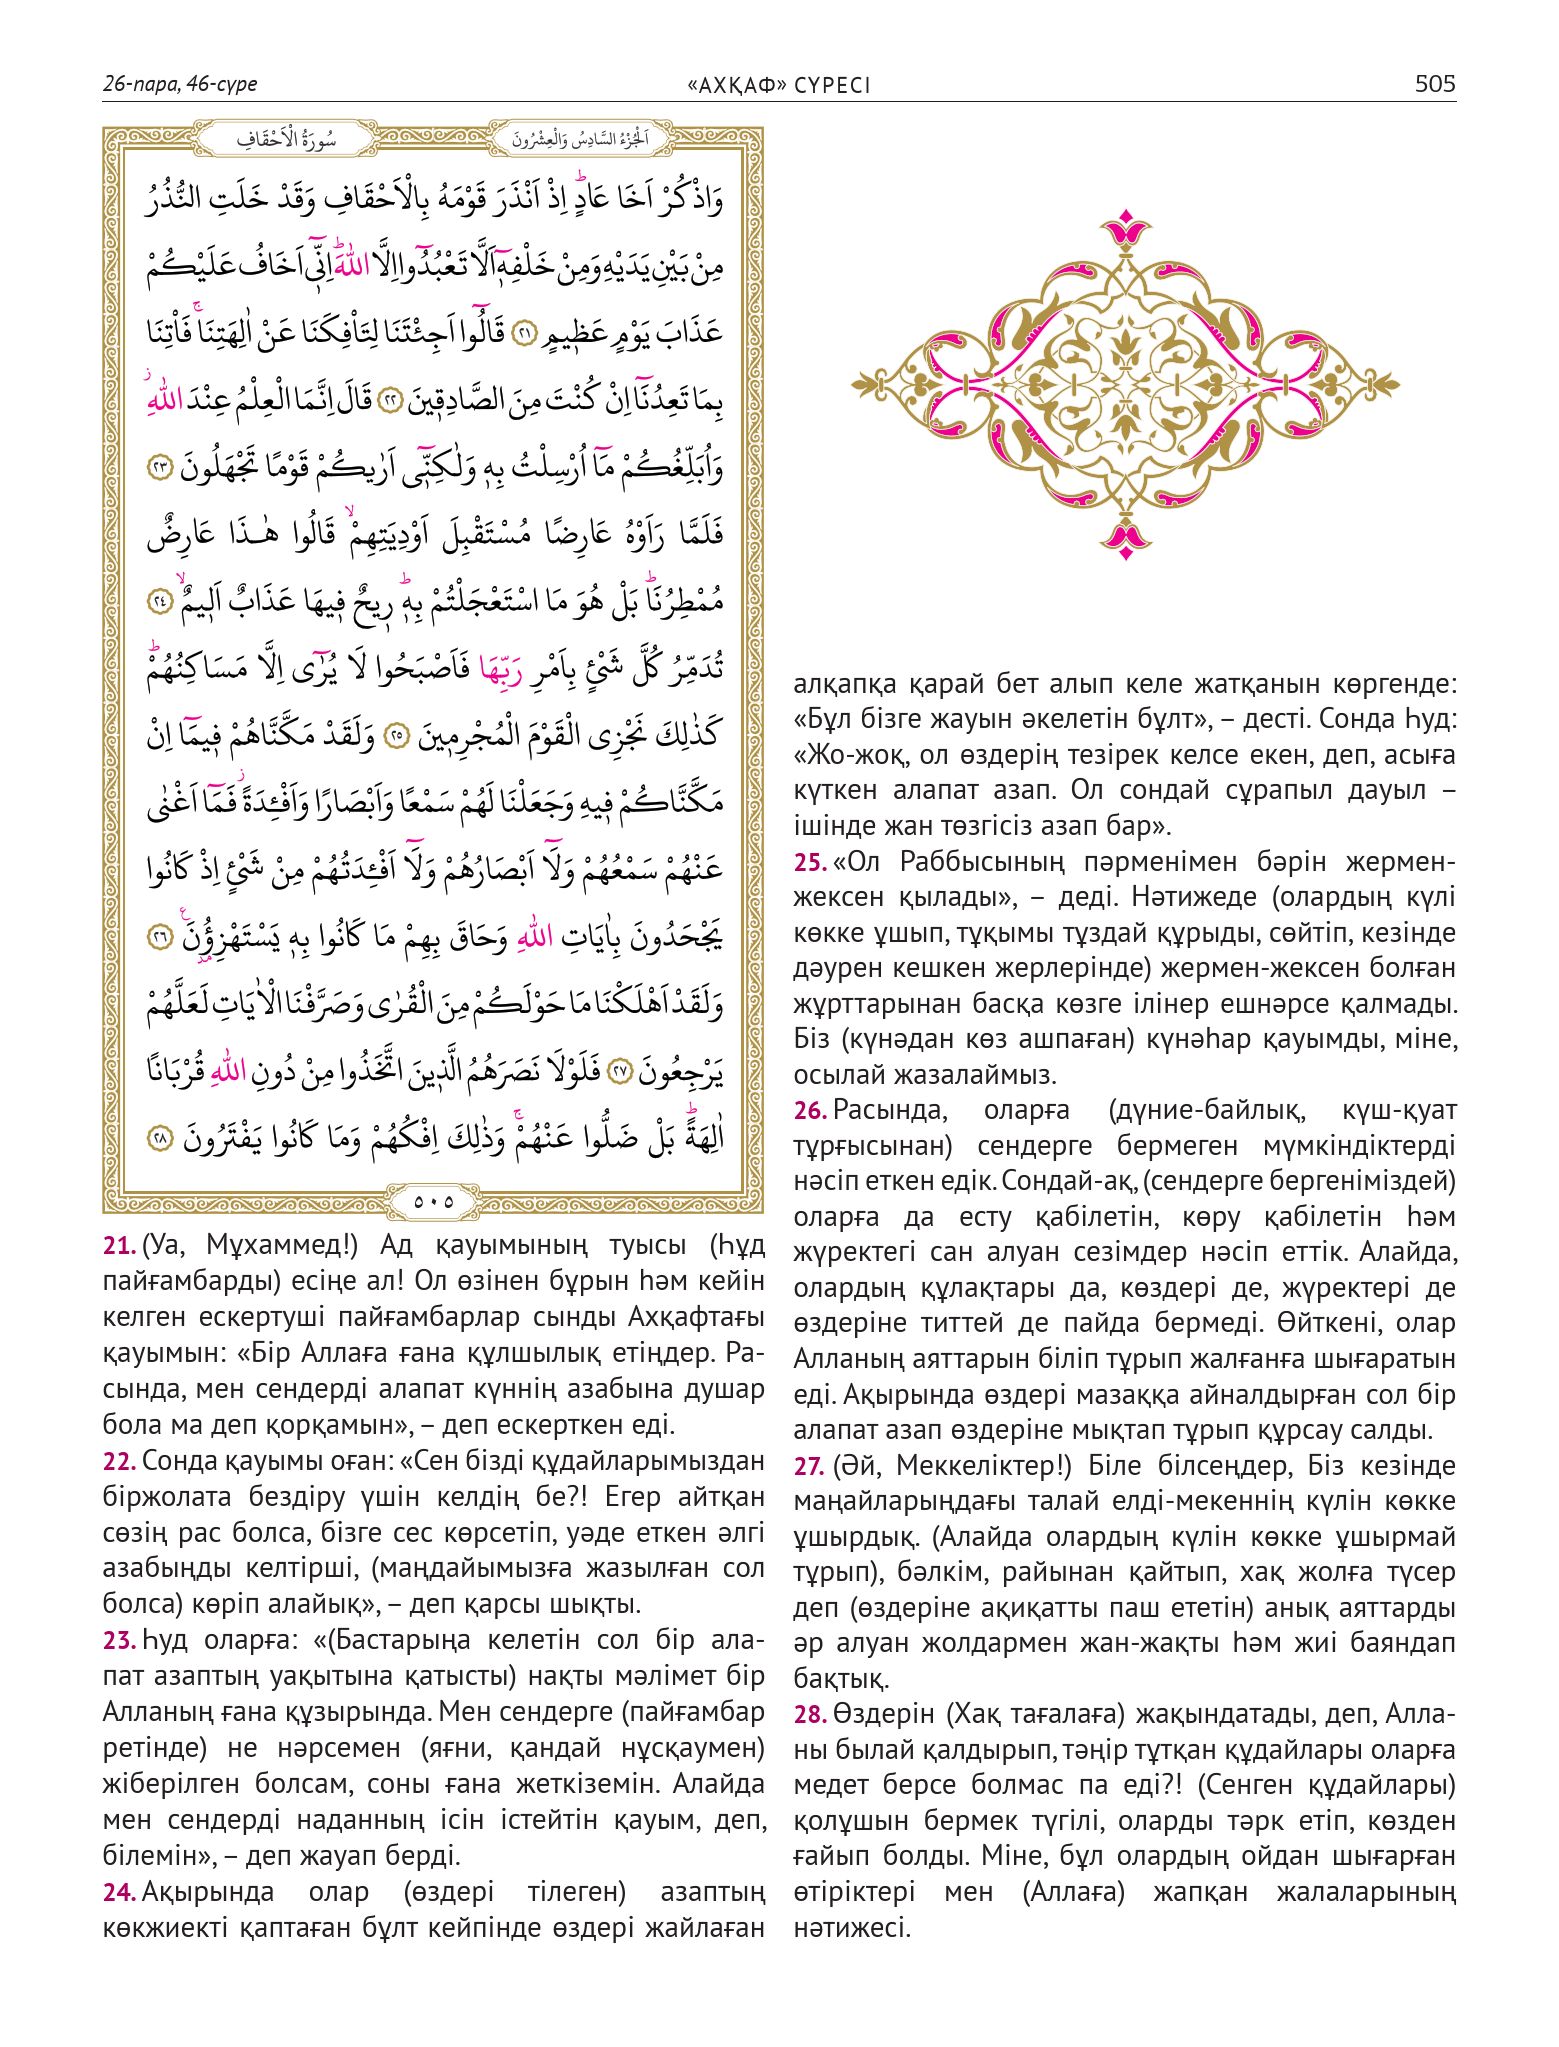 26-пара, 46-сүре
«АХҚАФ» СҮРЕСІ
505
سُورَةُ الْاَحْقَافِ
اَلْجُزْءُ السَّادِسُ وَالْعِشْرُونَ
وَاذْكُرْ اَخَا عَادٍۜ اِذْ اَنْذَرَ قَوْمَهُ بِالْاَحْقَافِ وَقَدْ خَلَتِ النُّذُرُ
مِنْ بَيْنِ يَدَيْهِ وَمِنْ خَلْفِه۪ٓ اَلَّا تَعْبُدُٓوا اِلَّا اللّٰهَۜ اِنّ۪ٓي اَخَافُ عَلَيْكُمْ
عَذَابَ يَوْمٍ عَظ۪يمٍ ﴿٢١﴾ قَالُٓوا اَجِئْتَنَا لِتَأْفِكَنَا عَنْ اٰلِهَتِنَاۚ فَأْتِنَا
بِمَا تَعِدُنَٓا اِنْ كُنْتَ مِنَ الصَّادِق۪ينَ ﴿٢٢﴾ قَالَ اِنَّمَا الْعِلْمُ عِنْدَ اللّٰهِۘ
وَاُبَلِّغُكُمْ مَٓا اُرْسِلْتُ بِه۪ وَلٰكِنّ۪ٓي اَرٰيكُمْ قَوْمًا تَجْهَلُونَ ﴿٢٣﴾
فَلَمَّا رَاَوْهُ عَارِضًا مُسْتَقْبِلَ اَوْدِيَتِهِمْۙ قَالُوا هٰذَا عَارِضٌ
مُمْطِرُنَاۜ بَلْ هُوَ مَا اسْتَعْجَلْتُمْ بِه۪ۜ ر۪يحٌ ف۪يهَا عَذَابٌ اَل۪يمٌۙ ﴿٢٤﴾
تُدَمِّرُ كُلَّ شَيْءٍ بِاَمْرِ رَبِّهَا فَاَصْبَحُوا لَا يُرٰٓى اِلَّا مَسَاكِنُهُمْۜ
كَذٰلِكَ نَجْزِي الْقَوْمَ الْمُجْرِم۪ينَ ﴿٢٥﴾ وَلَقَدْ مَكَّنَّاهُمْ ف۪يمَٓا اِنْ
مَكَّنَّاكُمْ ف۪يهِ وَجَعَلْنَا لَهُمْ سَمْعًا وَاَبْصَارًا وَاَفْـِٔدَةًۘ فَمَٓا اَغْنٰى
عَنْهُمْ سَمْعُهُمْ وَلَٓا اَبْصَارُهُمْ وَلَٓا اَفْـِٔدَتُهُمْ مِنْ شَيْءٍ اِذْ كَانُوا
يَجْحَدُونَ بِاٰيَاتِ اللّٰهِ وَحَاقَ بِهِمْ مَا كَانُوا بِه۪ يَسْتَهْزِؤُ۫نَ ﴿٢٦﴾
وَلَقَدْ اَهْلَكْنَا مَا حَوْلَكُمْ مِنَ الْقُرٰى وَصَرَّفْنَا الْاٰيَاتِ لَعَلَّهُمْ
يَرْجِعُونَ ﴿٢٧﴾ فَلَوْلَا نَصَرَهُمُ الَّذ۪ينَ اتَّخَذُوا مِنْ دُونِ اللّٰهِ قُرْبَانًا
اٰلِهَةًۜ بَلْ ضَلُّوا عَنْهُمْۚ وَذٰلِكَ اِفْكُهُمْ وَمَا كَانُوا يَفْتَرُونَ ﴿٢٨﴾
٥٠٥
21. (Уа, Мұхаммед!) Ад қауымының туысы (Һұд
пайғамбарды) есіңе ал! Ол өзінен бұрын һәм кейін
келген ескертуші пайғамбарлар сынды Ахқафтағы
қауымын: «Бір Аллаға ғана құлшылық етіңдер. Ра-
сында, мен сендерді алапат күннің азабына душар
бола ма деп қорқамын», – деп ескерткен еді.
22. Сонда қауымы оған: «Сен бізді құдайларымыздан
біржолата бездіру үшін келдің бе?! Егер айтқан
сөзің рас болса, бізге сес көрсетіп, уәде еткен әлгі
азабыңды келтірші, (маңдайымызға жазылған сол
болса) көріп алайық», – деп қарсы шықты.
23. Һуд оларға: «(Бастарыңа келетін сол бір ала-
пат азаптың уақытына қатысты) нақты мәлімет бір
Алланың ғана құзырында. Мен сендерге (пайғамбар
ретінде) не нәрсемен (яғни, қандай нұсқаумен)
жіберілген болсам, соны ғана жеткіземін. Алайда
мен сендерді наданның ісін істейтін қауым, деп,
білемін», – деп жауап берді.
24. Ақырында олар (өздері тілеген) азаптың
көкжиекті қаптаған бұлт кейпінде өздері жайлаған
алқапқа қарай бет алып келе жатқанын көргенде:
«Бұл бізге жауын әкелетін бұлт», – десті. Сонда Һуд:
«Жо-жоқ, ол өздерің тезірек келсе екен, деп, асыға
күткен алапат азап. Ол сондай сұрапыл дауыл –
ішінде жан төзгісіз азап бар».
25. «Ол Раббысының пәрменімен бәрін жермен-
жексен қылады», – деді. Нәтижеде (олардың күлі
көкке ұшып, тұқымы тұздай құрыды, сөйтіп, кезінде
дәурен кешкен жерлерінде) жермен-жексен болған
жұрттарынан басқа көзге ілінер ешнәрсе қалмады.
Біз (күнәдан көз ашпаған) күнәһар қауымды, міне,
осылай жазалаймыз.
26. Расында, оларға (дүние-байлық, күш-қуат
тұрғысынан) сендерге бермеген мүмкіндіктерді
нәсіп еткен едік. Сондай-ақ, (сендерге бергеніміздей)
оларға да есту қабілетін, көру қабілетін һәм
жүректегі сан алуан сезімдер нәсіп еттік. Алайда,
олардың құлақтары да, көздері де, жүректері де
өздеріне титтей де пайда бермеді. Өйткені, олар
Алланың аяттарын біліп тұрып жалғанға шығаратын
еді. Ақырында өздері мазаққа айналдырған сол бір
алапат азап өздеріне мықтап тұрып құрсау салды.
27. (Әй, Меккеліктер!) Біле білсеңдер, Біз кезінде
маңайларыңдағы талай елді-мекеннің күлін көкке
ұшырдық. (Алайда олардың күлін көкке ұшырмай
тұрып), бәлкім, райынан қайтып, хақ жолға түсер
деп (өздеріне ақиқатты паш ететін) анық аяттарды
әр алуан жолдармен жан-жақты һәм жиі баяндап
бақтық.
28. Өздерін (Хақ тағалаға) жақындатады, деп, Алла-
ны былай қалдырып, тәңір тұтқан құдайлары оларға
медет берсе болмас па еді?! (Сенген құдайлары)
қолұшын бермек түгілі, оларды тәрк етіп, көзден
ғайып болды. Міне, бұл олардың ойдан шығарған
өтіріктері мен (Аллаға) жапқан жалаларының
нәтижесі.